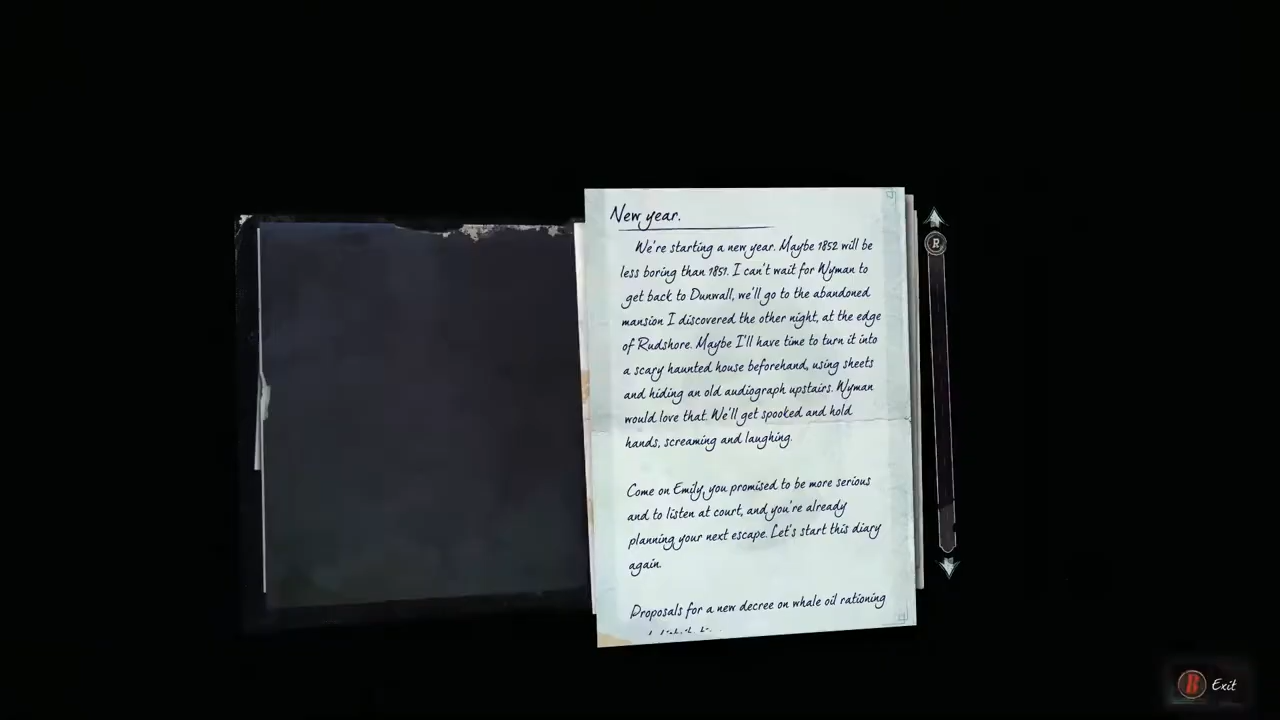 New year.
We're starting a new year. Maybe 1852 will be
less boring than 1851. I can't wait for Wyman to
get back to Dunwall, we'll go to the abandoned
mansion I discovered the other night, at the edge
of Rudshore. Maybe I'll have time to turn it into
a scary haunted house beforehand, using sheets
and hiding an old audiograph upstairs. Wyman
would love that. We'll get spooked and hold
hands, screaming and laughing.
Come on Emily, you promised to be more serious
and to listen at court, and you're already
planning your next escape. Let's start this diary
again.
Proposals for a new decree on whale oil rationing
R
B Exit